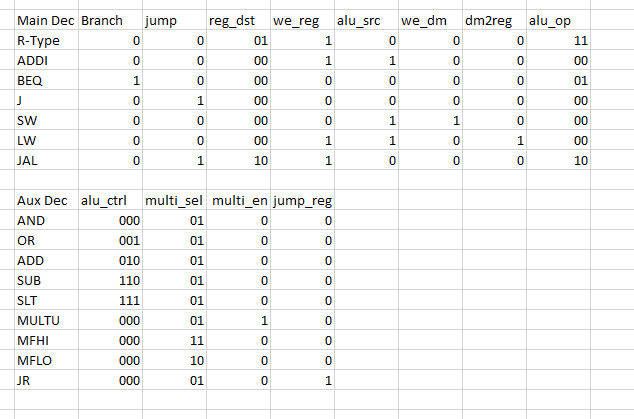 Main Dec Branch jump reg_dst we_reg alu_src we_dm dm2reg alu_op
R-Type 0 0 01 1 0 0 0 11
ADDI 0 0 00 1 1 0 0 00
BEQ 1 0 00 0 0 0 0 01
J 0 1 00 0 0 0 0 00
SW 0 0 00 0 1 1 0 00
LW 0 0 00 1 1 0 1 00
JAL 0 1 10 1 0 0 0 10
Aux Dec alu_ctrl multi_sel multi_en jump_reg
AND 000 01 0 0
OR 001 01 0 0
ADD 010 01 0 0
SUB 110 01 0 0
SLT 111 01 0 0
MULTU 000 01 1 0
MFHI 000 11 0 0
MFLO 000 10 0 0
JR 000 01 0 1